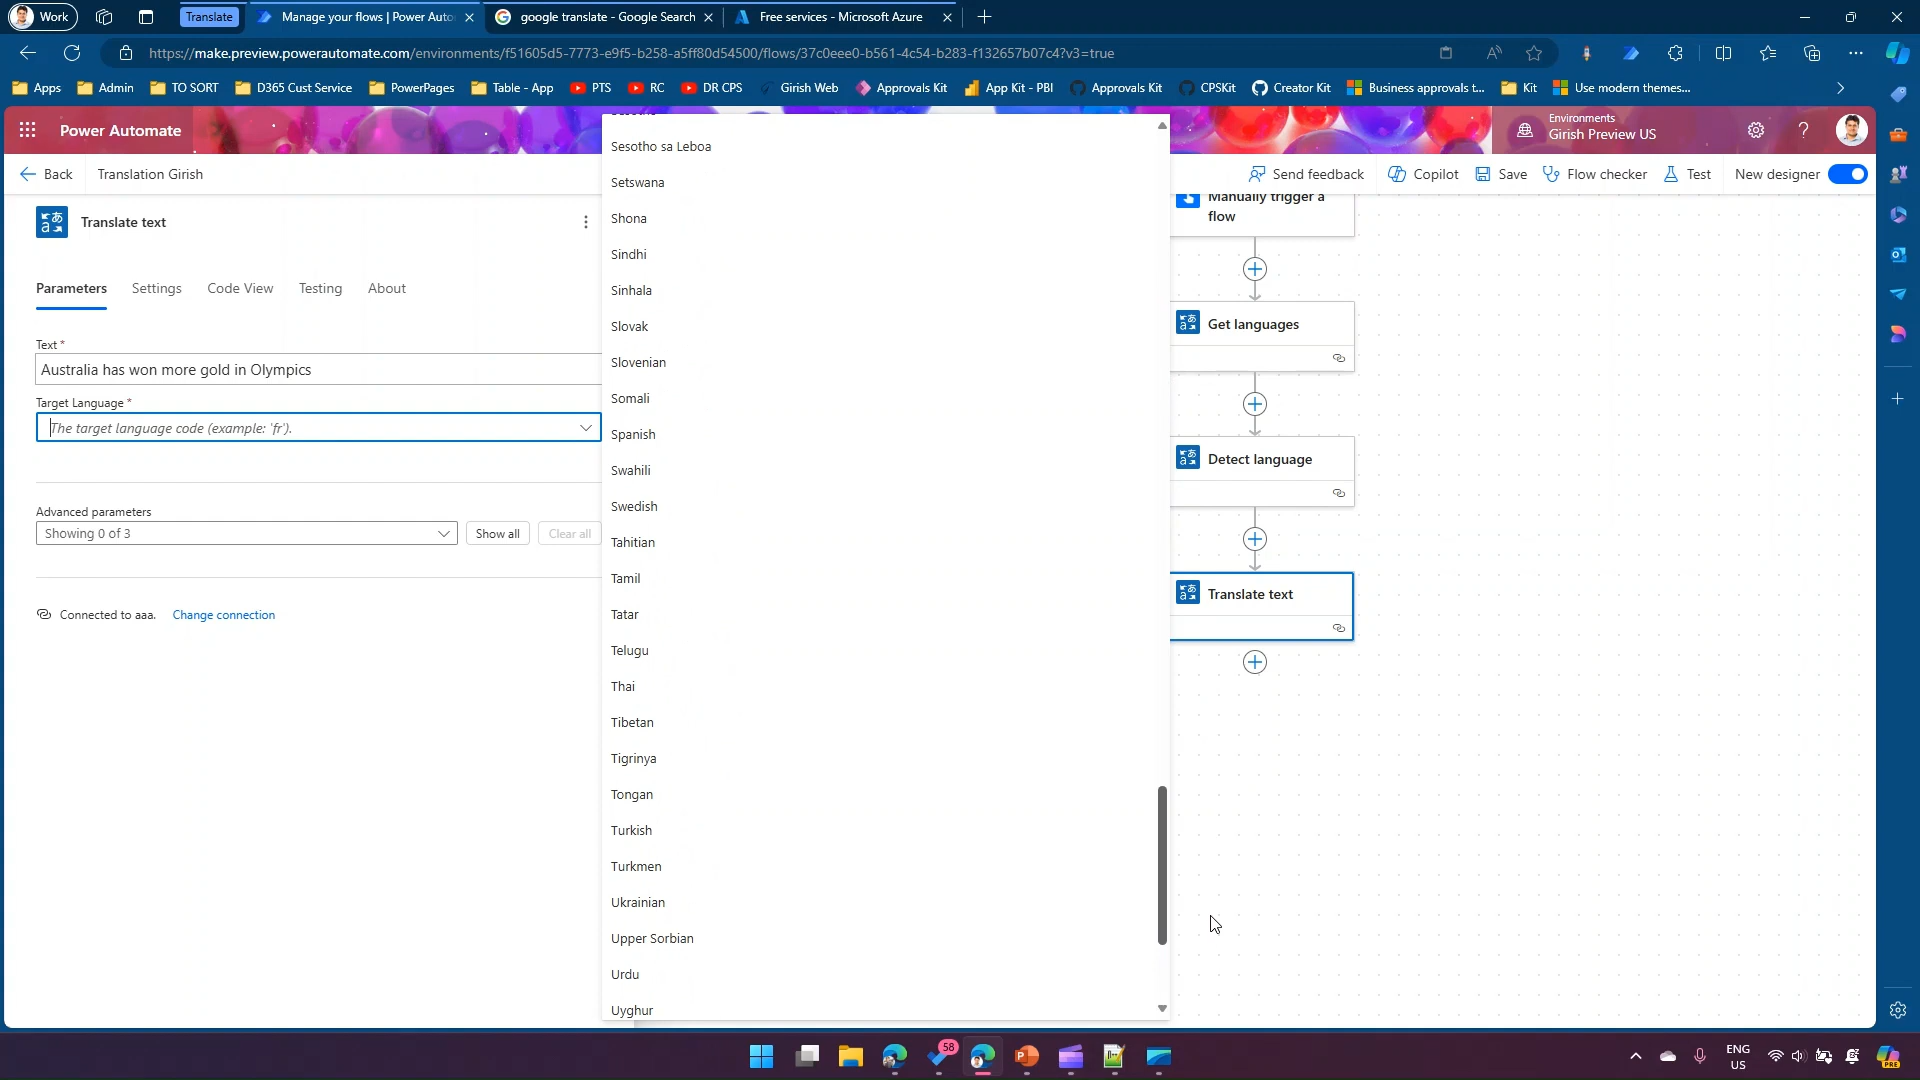 Work
Translate
Manage your flows | Power Auto
google translate - Google Search
Free services - Microsoft Azure
https://make.preview.powerautomate.com/environments/f51605d5-7773-e9f5-b258-a5ff80d54500/flows/37c0eee0-b561-4c54-b283-f132657b07c4?v3=true
Apps
Admin
TO SORT
D365 Cust Service
PowerPages
Table - App
PTS
RC
DR CPS
Girish Web
Approvals Kit
App Kit - PBI
Approvals Kit
CPSKit
Creator Kit
Business approvals t...
Kit
Use modern themes...
Power Automate
Environments
Girish Preview US
Back
Translation Girish
Send feedback
Copilot
Save
Flow checker
Test
New designer
Translate text
Parameters
Settings
Code View
Testing
About
Text *
Australia has won more gold in Olympics
Target Language *
The target language code (example: 'fr').
Advanced parameters
Showing 0 of 3
Show all
Clear all
Connected to aaa.
Change connection
Sesotho sa Leboa
Setswana
Shona
Sindhi
Sinhala
Slovak
Slovenian
Somali
Spanish
Swahili
Swedish
Tahitian
Tamil
Tatar
Telugu
Thai
Tibetan
Tigrinya
Tongan
Turkish
Turkmen
Ukrainian
Upper Sorbian
Urdu
Uyghur
Manually trigger a
flow
Get languages
Detect language
Translate text
58
ENG
US